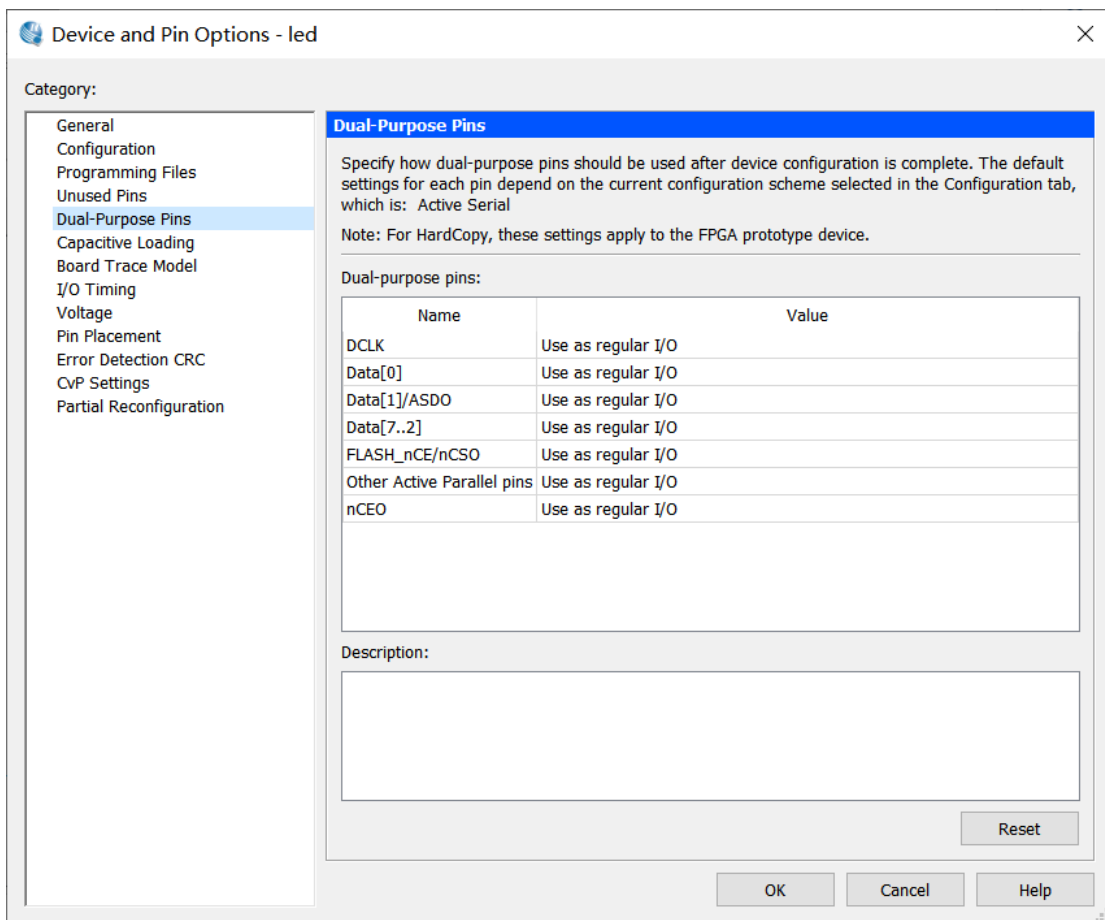 Device and Pin Options - led
Category:
General
Configuration
Programming Files
Unused Pins
Dual-Purpose Pins
Capacitive Loading
Board Trace Model
I/O Timing
Voltage
Pin Placement
Error Detection CRC
CvP Settings
Partial Reconfiguration
Dual-Purpose Pins
Specify how dual-purpose pins should be used after device configuration is complete. The default
settings for each pin depend on the current configuration scheme selected in the Configuration tab,
which is: Active Serial
Note: For HardCopy, these settings apply to the FPGA prototype device.
Dual-purpose pins:
Name Value
DCLK Use as regular I/O
Data[0] Use as regular I/O
Data[1]/ASDO Use as regular I/O
Data[7..2] Use as regular I/O
FLASH_nCE/nCSO Use as regular I/O
Other Active Parallel pins Use as regular I/O
nCEO Use as regular I/O
Description:
Reset
OK Cancel Help